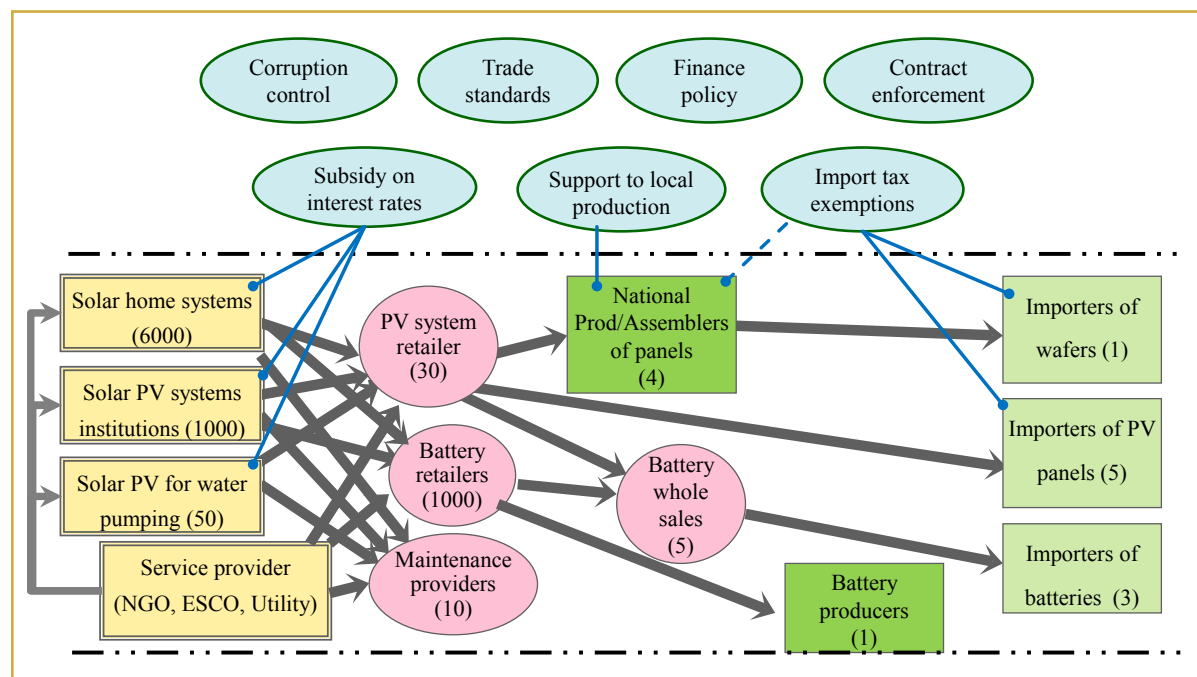 Corruption
control
Trade
standards
Finance
policy
Contract
enforcement
Subsidy on
interest rates
Support to local
production
Import tax
exemptions
Solar home systems
(6000)
PV system
retailer
(30)
National
Prod/Assemblers
of panels
(4)
Importers of
wafers (1)
Solar PV systems
institutions (1000)
Importers of PV
panels (5)
Battery
retailers
(1000)
Battery
whole
sales
(5)
Solar PV for water
pumping (50)
Service provider
(NGO, ESCO, Utility)
Maintenance
providers
(10)
Battery
producers
(1)
Importers of
batteries (3)